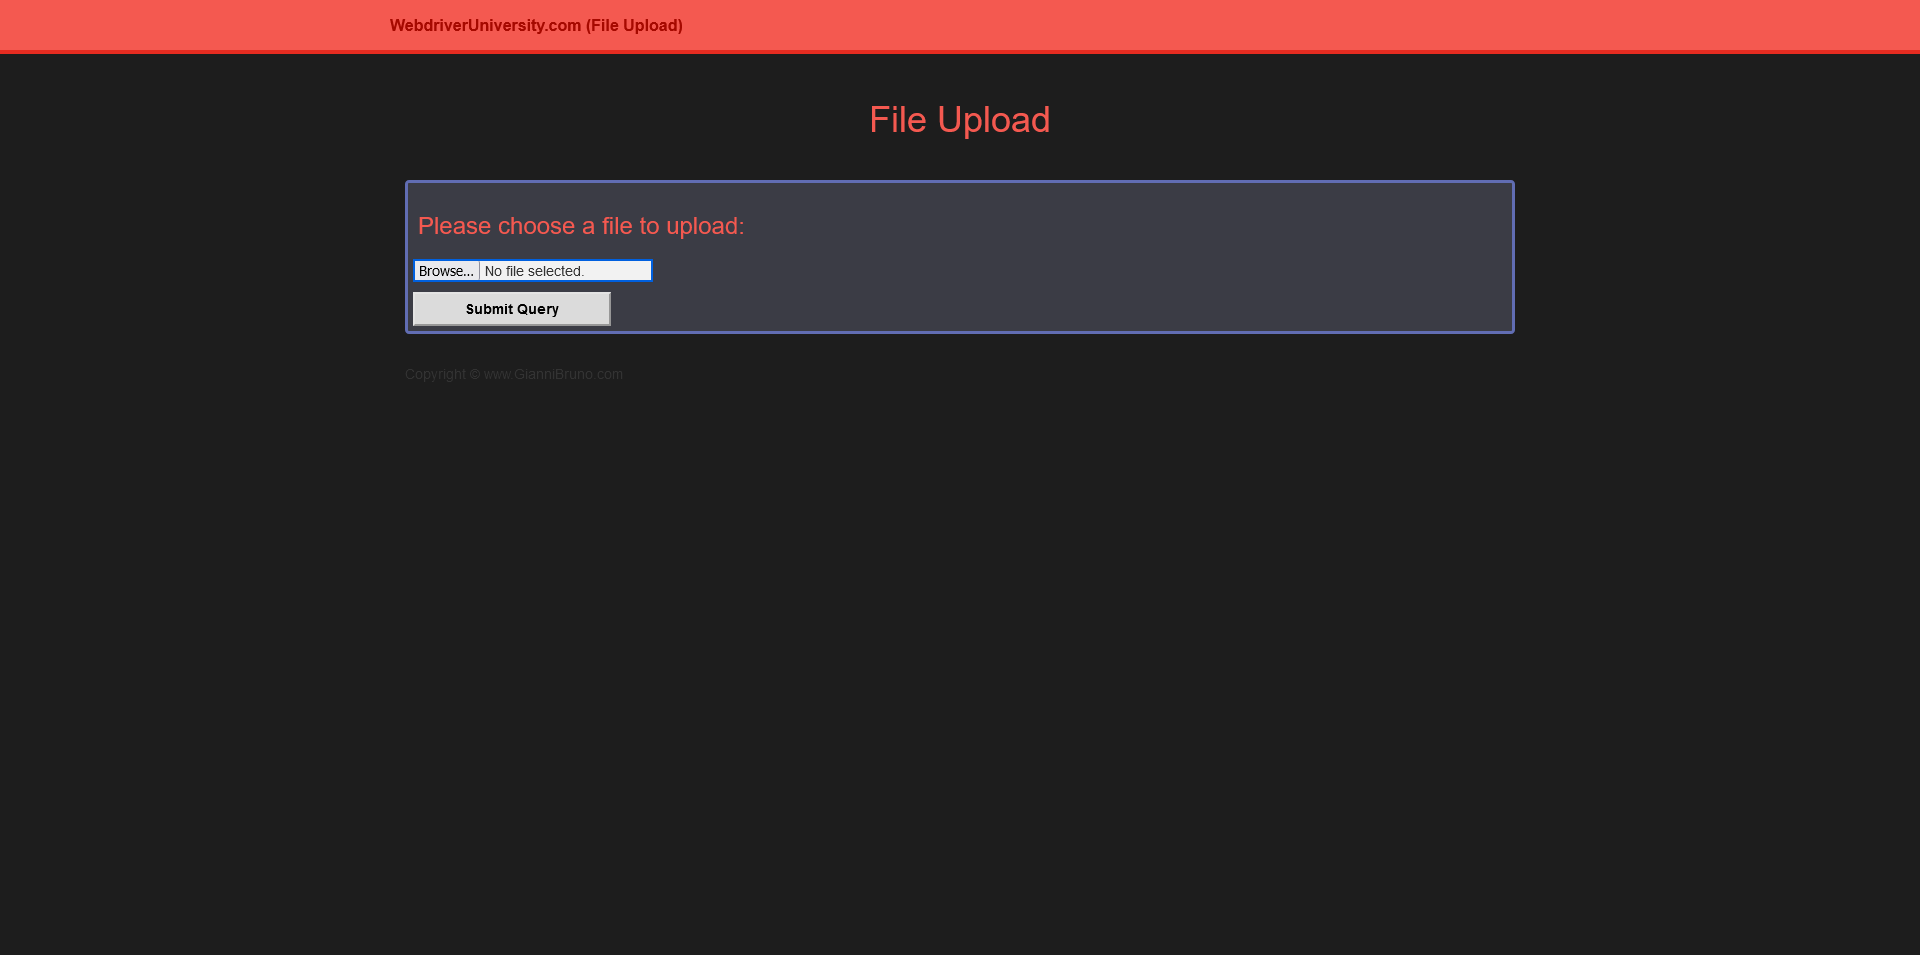 WebdriverUniversity.com (File Upload)
File Upload
Please choose a file to upload:
Browse... No file selected.
Submit Query
Copyright © www.GianniBruno.com